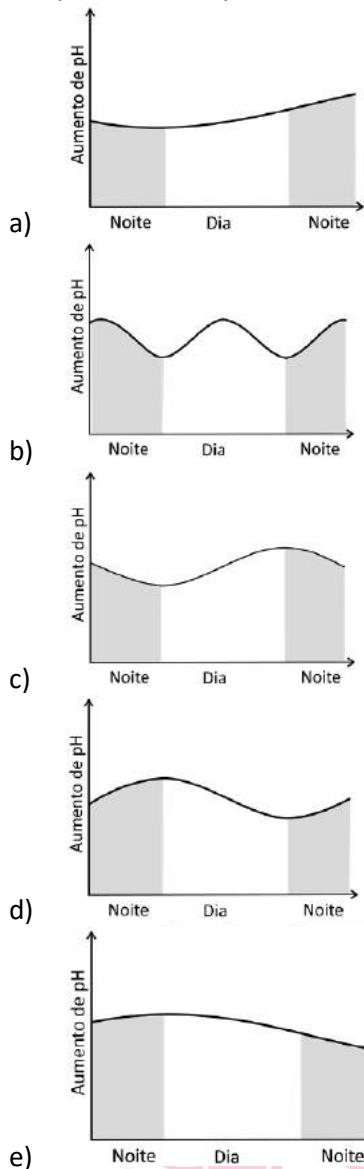 Aumento de pH
Noite Dia Noite
a)
Aumento de pH
Noite Dia Noite
b)
Aumento de pH
Noite Dia Noite
c)
Aumento de pH
Noite Dia Noite
d)
Aumento de pH
Noite Dia Noite
e)